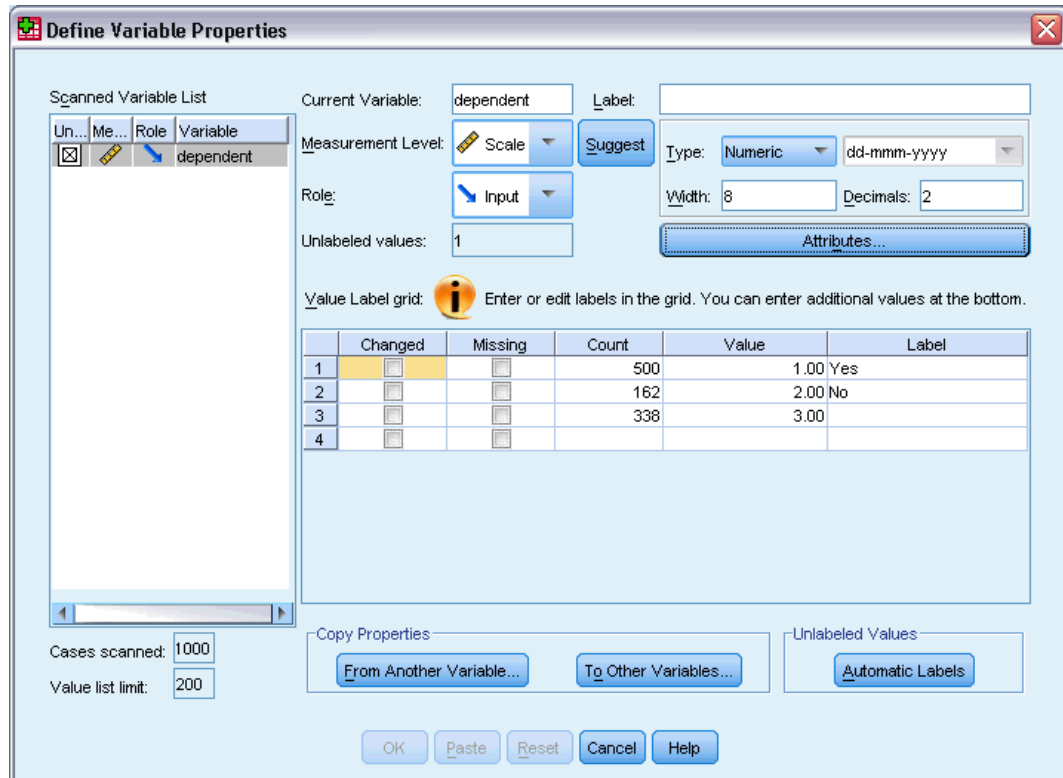 Define Variable Properties
Scanned Variable List
Un... Me... Role Variable
dependent
Cases scanned: 1000
Value list limit: 200
Current Variable: dependent Label:
Measurement Level: Scale Suggest
Type: Numeric dd-mmm-yyyy
Role: Input
Width: 8 Decimals: 2
Unlabeled values: 1
Attributes...
Value Label grid: Enter or edit labels in the grid. You can enter additional values at the bottom.
Changed Missing Count Value Label
1 500 1.00 Yes
2 162 2.00 No
3 338 3.00
4
Copy Properties
From Another Variable... To Other Variables...
Unlabeled Values
Automatic Labels
OK Paste Reset Cancel Help